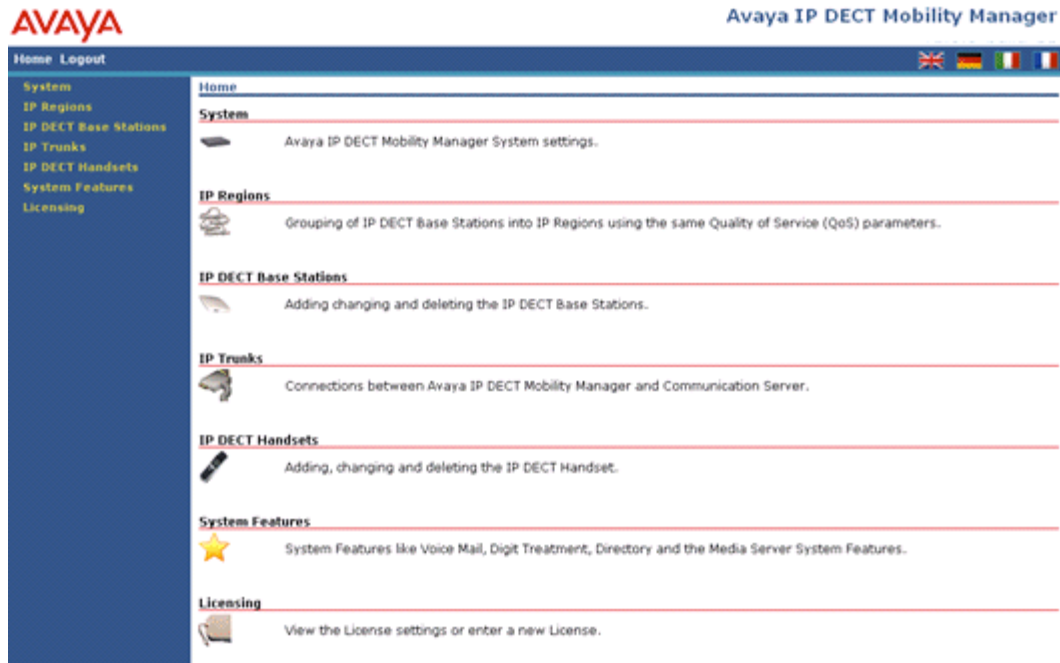 AVAYA
Avaya IP DECT Mobility Manager
Home Logout
System
IP Regions
IP DECT Base Stations
IP Trunks
IP DECT Handsets
System Features
Licensing
Home
System
Avaya IP DECT Mobility Manager System settings.
IP Regions
Grouping of IP DECT Base Stations into IP Regions using the same Quality of Service (QoS) parameters.
IP DECT Base Stations
Adding changing and deleting the IP DECT Base Stations.
IP Trunks
Connections between Avaya IP DECT Mobility Manager and Communication Server.
IP DECT Handsets
Adding, changing and deleting the IP DECT Handset.
System Features
System Features like Voice Mail, Digit Treatment, Directory and the Media Server System Features.
Licensing
View the License settings or enter a new License.